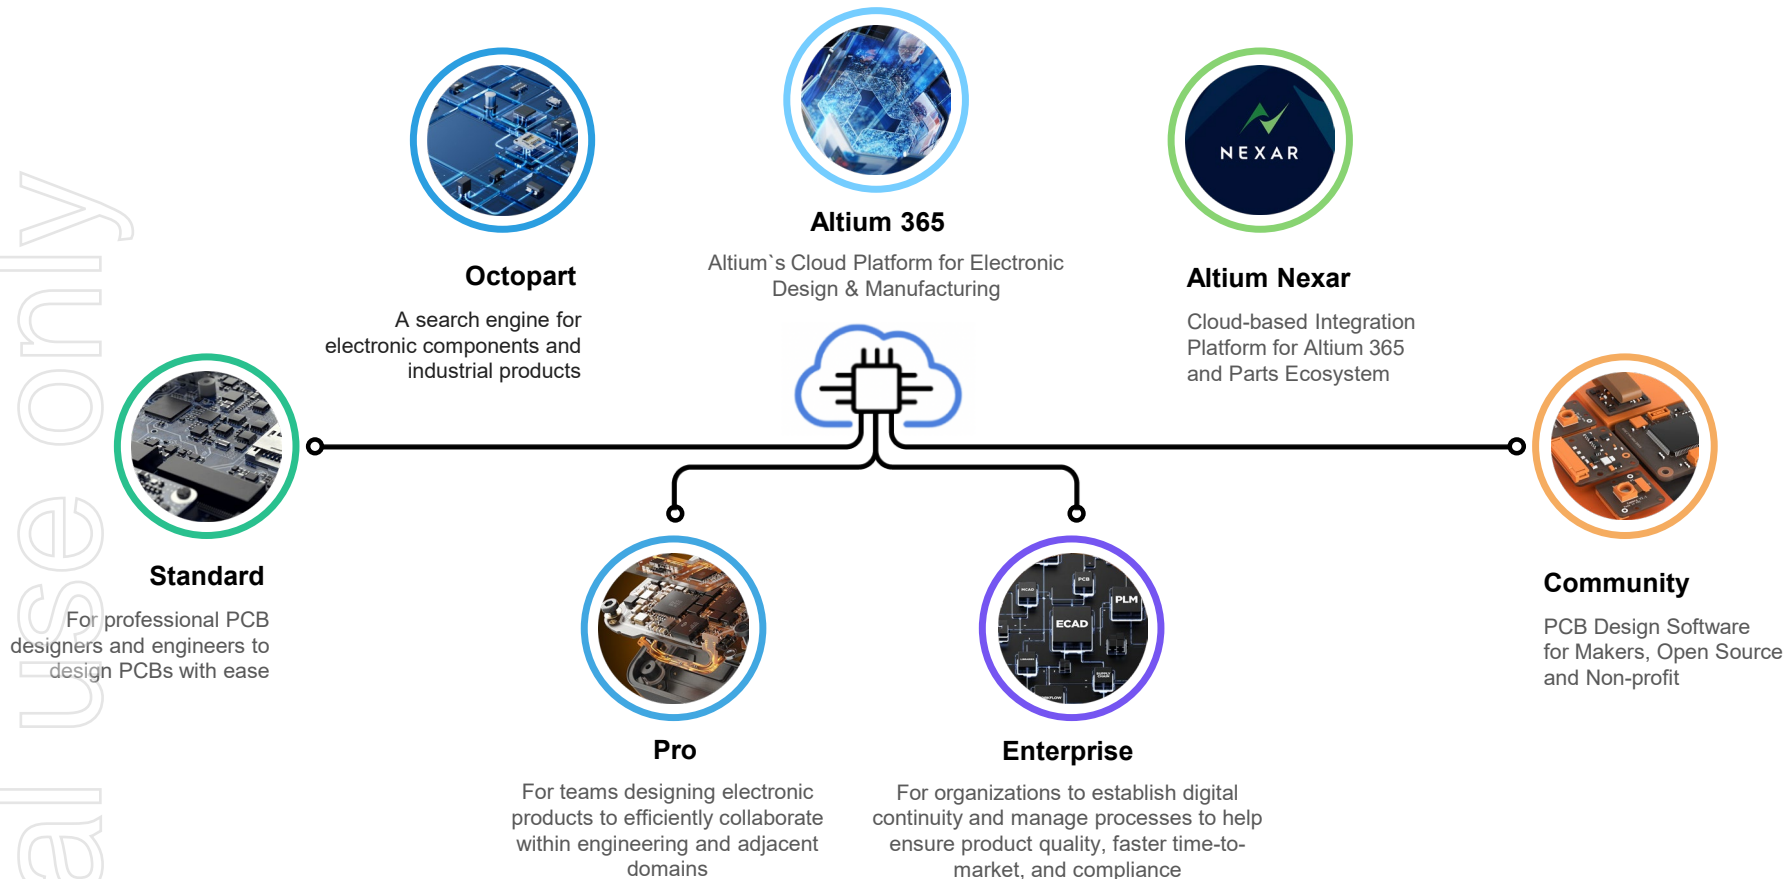 Altium 365
Altium`s Cloud Platform for Electronic
Design & Manufacturing
Octopart
A search engine for
electronic components and
industrial products
NEXAR
Altium Nexar
Cloud-based Integration
Platform for Altium 365
and Parts Ecosystem
Standard
For professional PCB
designers and engineers to
design PCBs with ease
Pro
For teams designing electronic
products to efficiently collaborate
within engineering and adjacent
domains
MCAD
PCB
PLM
ECAD
SUPPLY
CHAIN
Enterprise
For organizations to establish digital
continuity and manage processes to help
ensure product quality, faster time-to-
market, and compliance
Community
PCB Design Software
for Makers, Open Source
and Non-profit
al use only